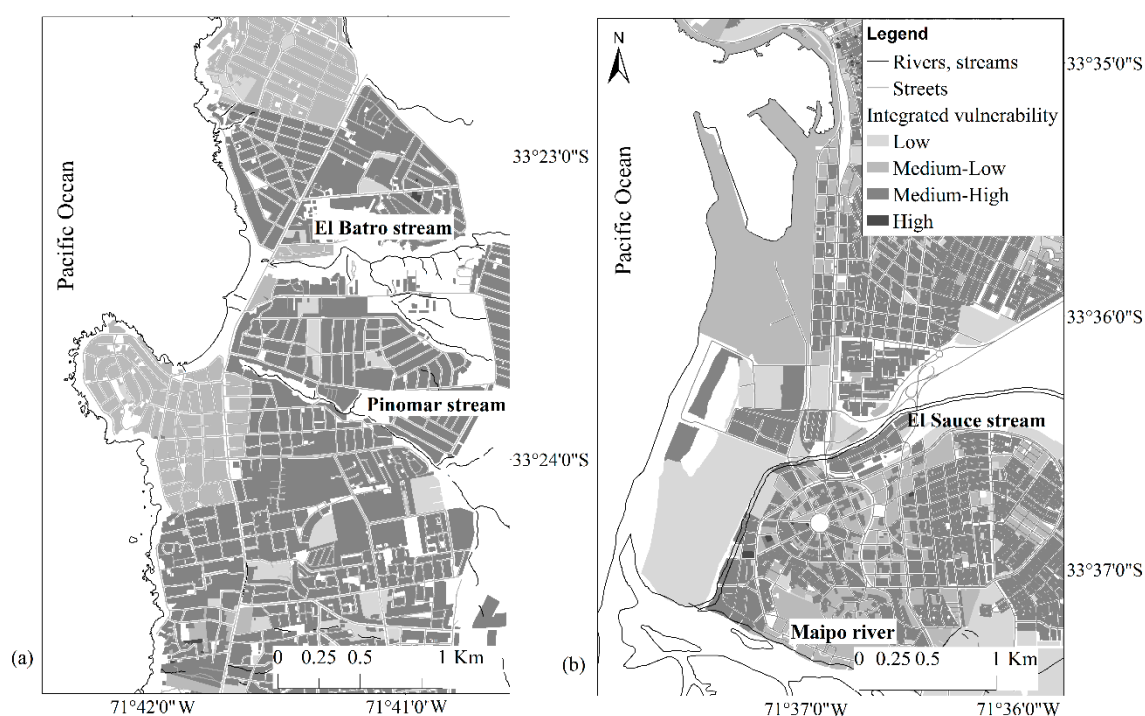 Pacific Occan
El Batro stream
Pinomar stream
33°23'0"S
33°24'0"S
(a)
0 0.25 0.5 1 Km
71°42'0"W 71°41'0"W
N
Pacific Ocean
Legend
Rivers, streams
Streets
Integrated vulnerability
Low
Medium-Low
Medium-High
High
33°35'0"S
33°36'0"S
El Sauce stream
33°37'0"S
Maipo river
(b)
0 0.25 0.5 1 Km
71°37'0"W 71°36'0"W